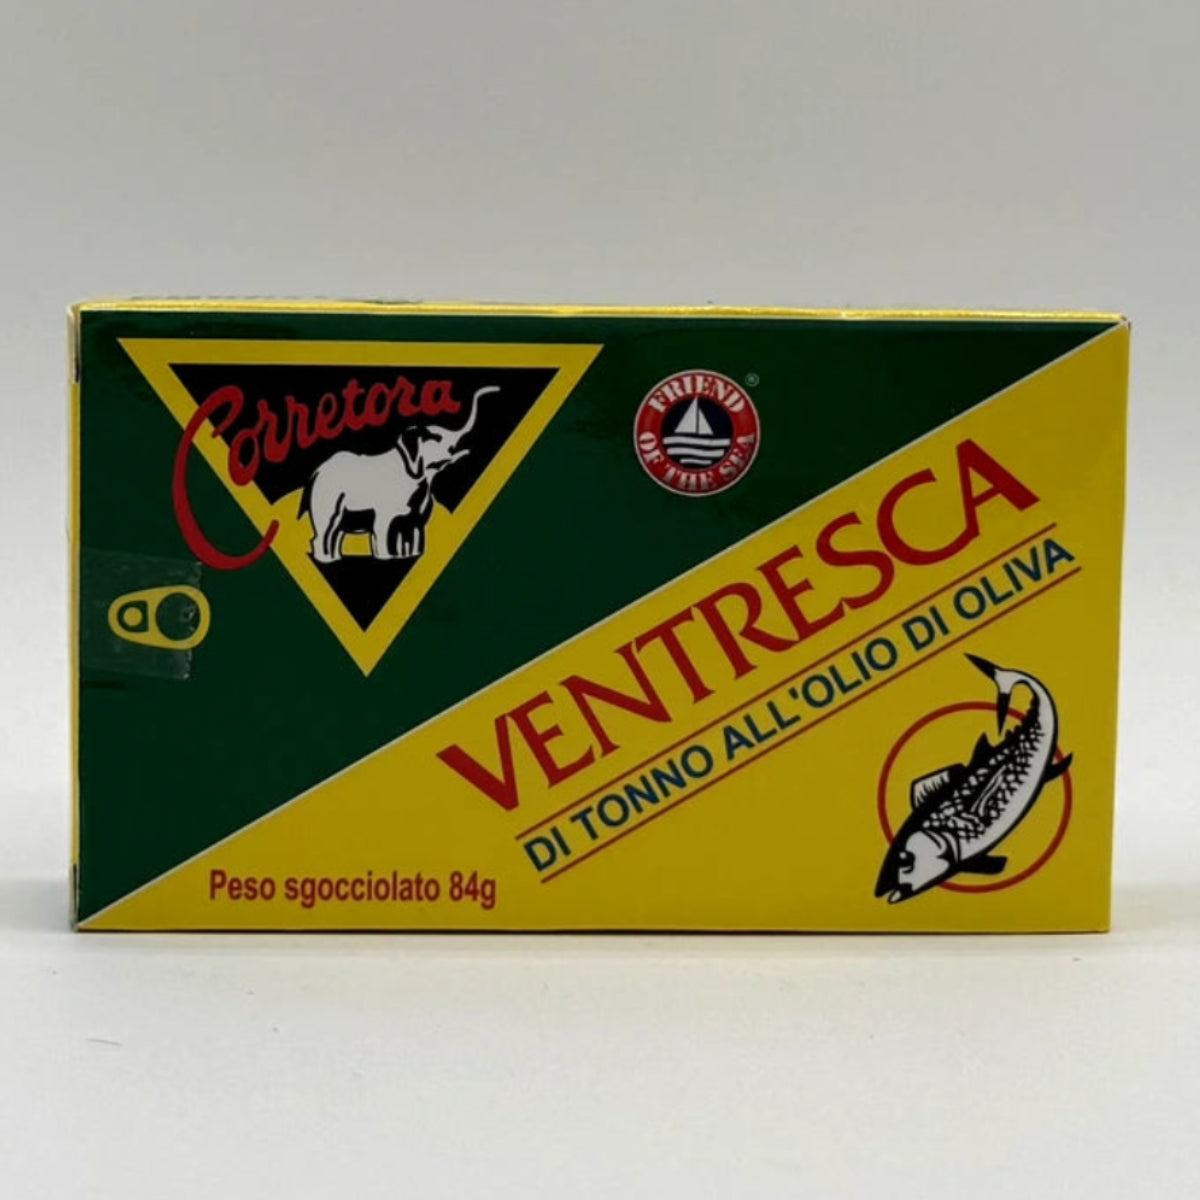 Corretora
FRIEND
OF THE SEA
®
VENTRESCA
DI TONNO ALL'OLIO DI OLIVA
Peso sgocciolato 84g